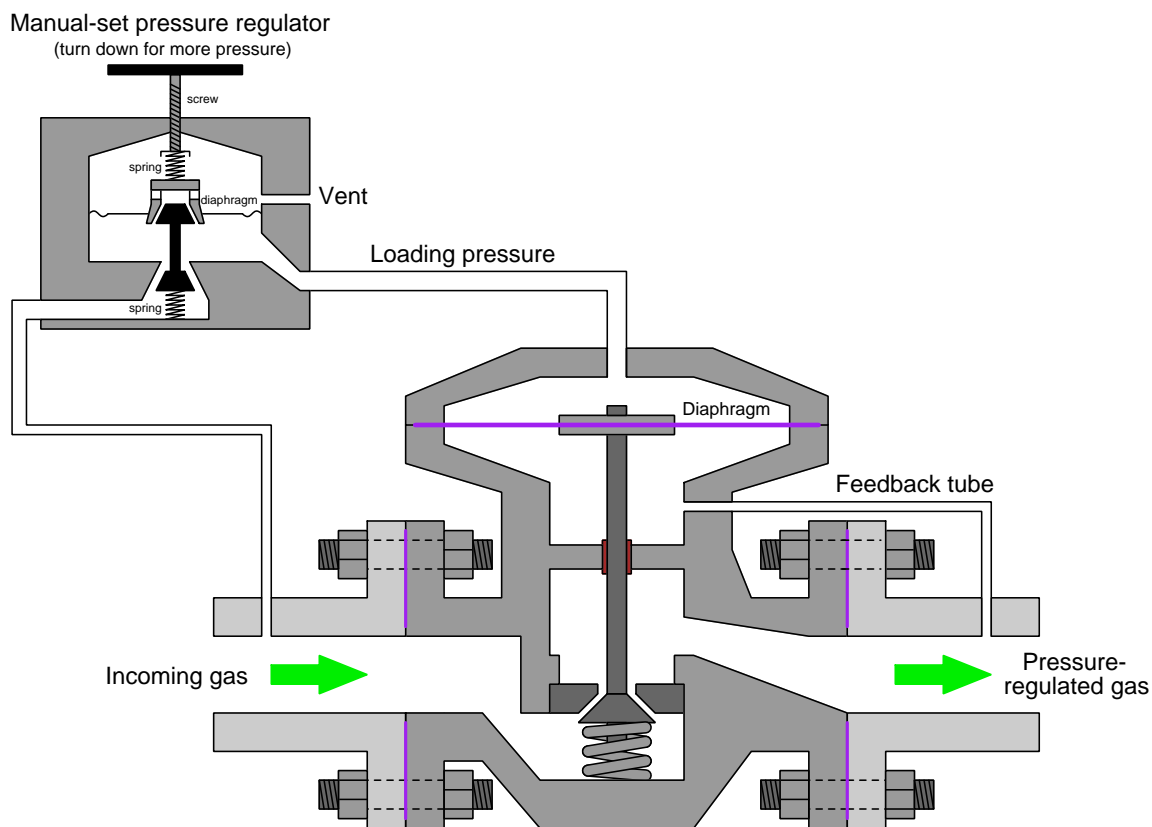 Manual-set pressure regulator
(turn down for more pressure)
screw
spring
diaphragm
Vent
Loading pressure
spring
Diaphragm
Feedback tube
Incoming gas
Pressure-
regulated gas